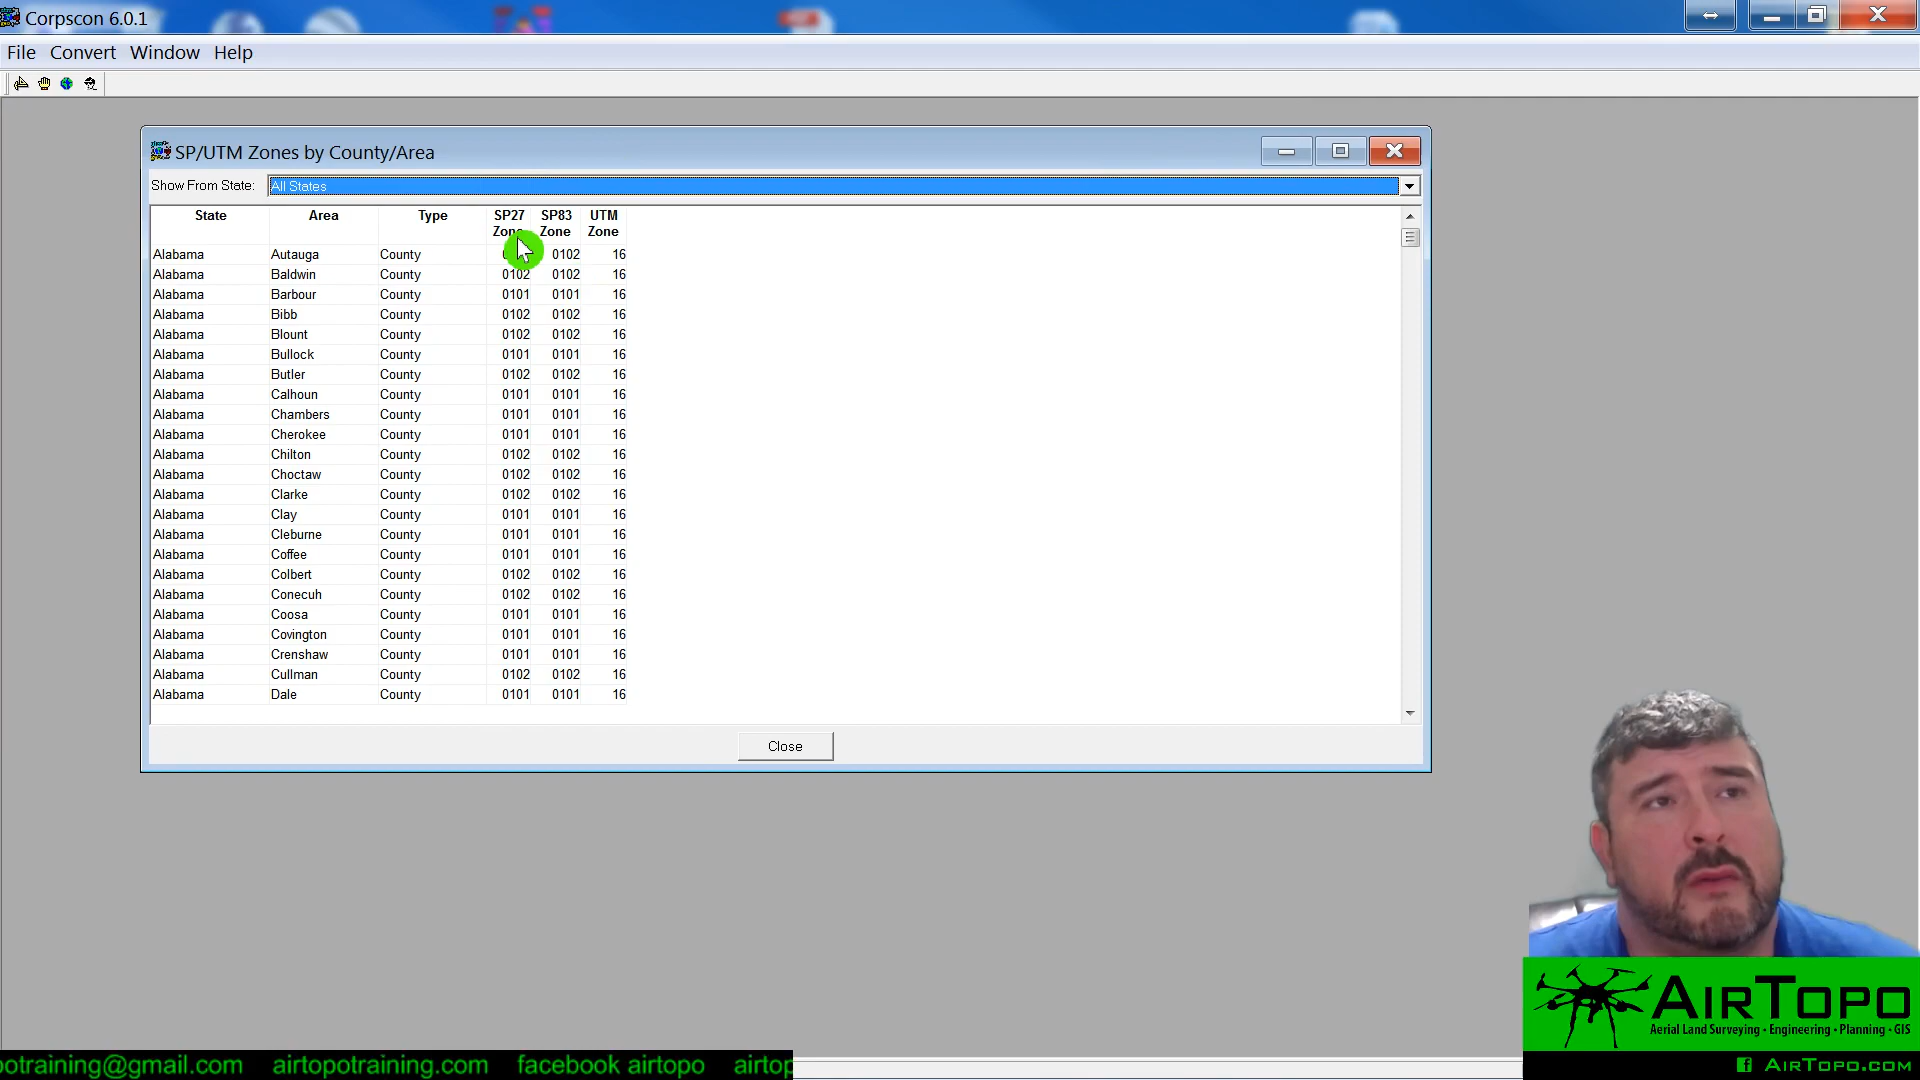 Corpscon 6.0.1
File Convert Window Help
SP/UTM Zones by County/Area
Show From State: All States
State Area Type SP27 Zone SP83 Zone UTM Zone
Alabama Autauga County 0102 16
Alabama Baldwin County 0102 0102 16
Alabama Barbour County 0101 0101 16
Alabama Bibb County 0102 0102 16
Alabama Blount County 0102 0102 16
Alabama Bullock County 0101 0101 16
Alabama Butler County 0102 0102 16
Alabama Calhoun County 0101 0101 16
Alabama Chambers County 0101 0101 16
Alabama Cherokee County 0101 0101 16
Alabama Chilton County 0102 0102 16
Alabama Choctaw County 0102 0102 16
Alabama Clarke County 0102 0102 16
Alabama Clay County 0101 0101 16
Alabama Cleburne County 0101 0101 16
Alabama Coffee County 0101 0101 16
Alabama Colbert County 0102 0102 16
Alabama Conecuh County 0102 0102 16
Alabama Coosa County 0101 0101 16
Alabama Covington County 0101 0101 16
Alabama Crenshaw County 0101 0101 16
Alabama Cullman County 0102 0102 16
Alabama Dale County 0101 0101 16
Close
AIRTOPO
Aerial Land Surveying • Engineering • Planning • GIS
potraining@gmail.com airtopotraining.com facebook airtopo airtop
AIRTOPO.COM